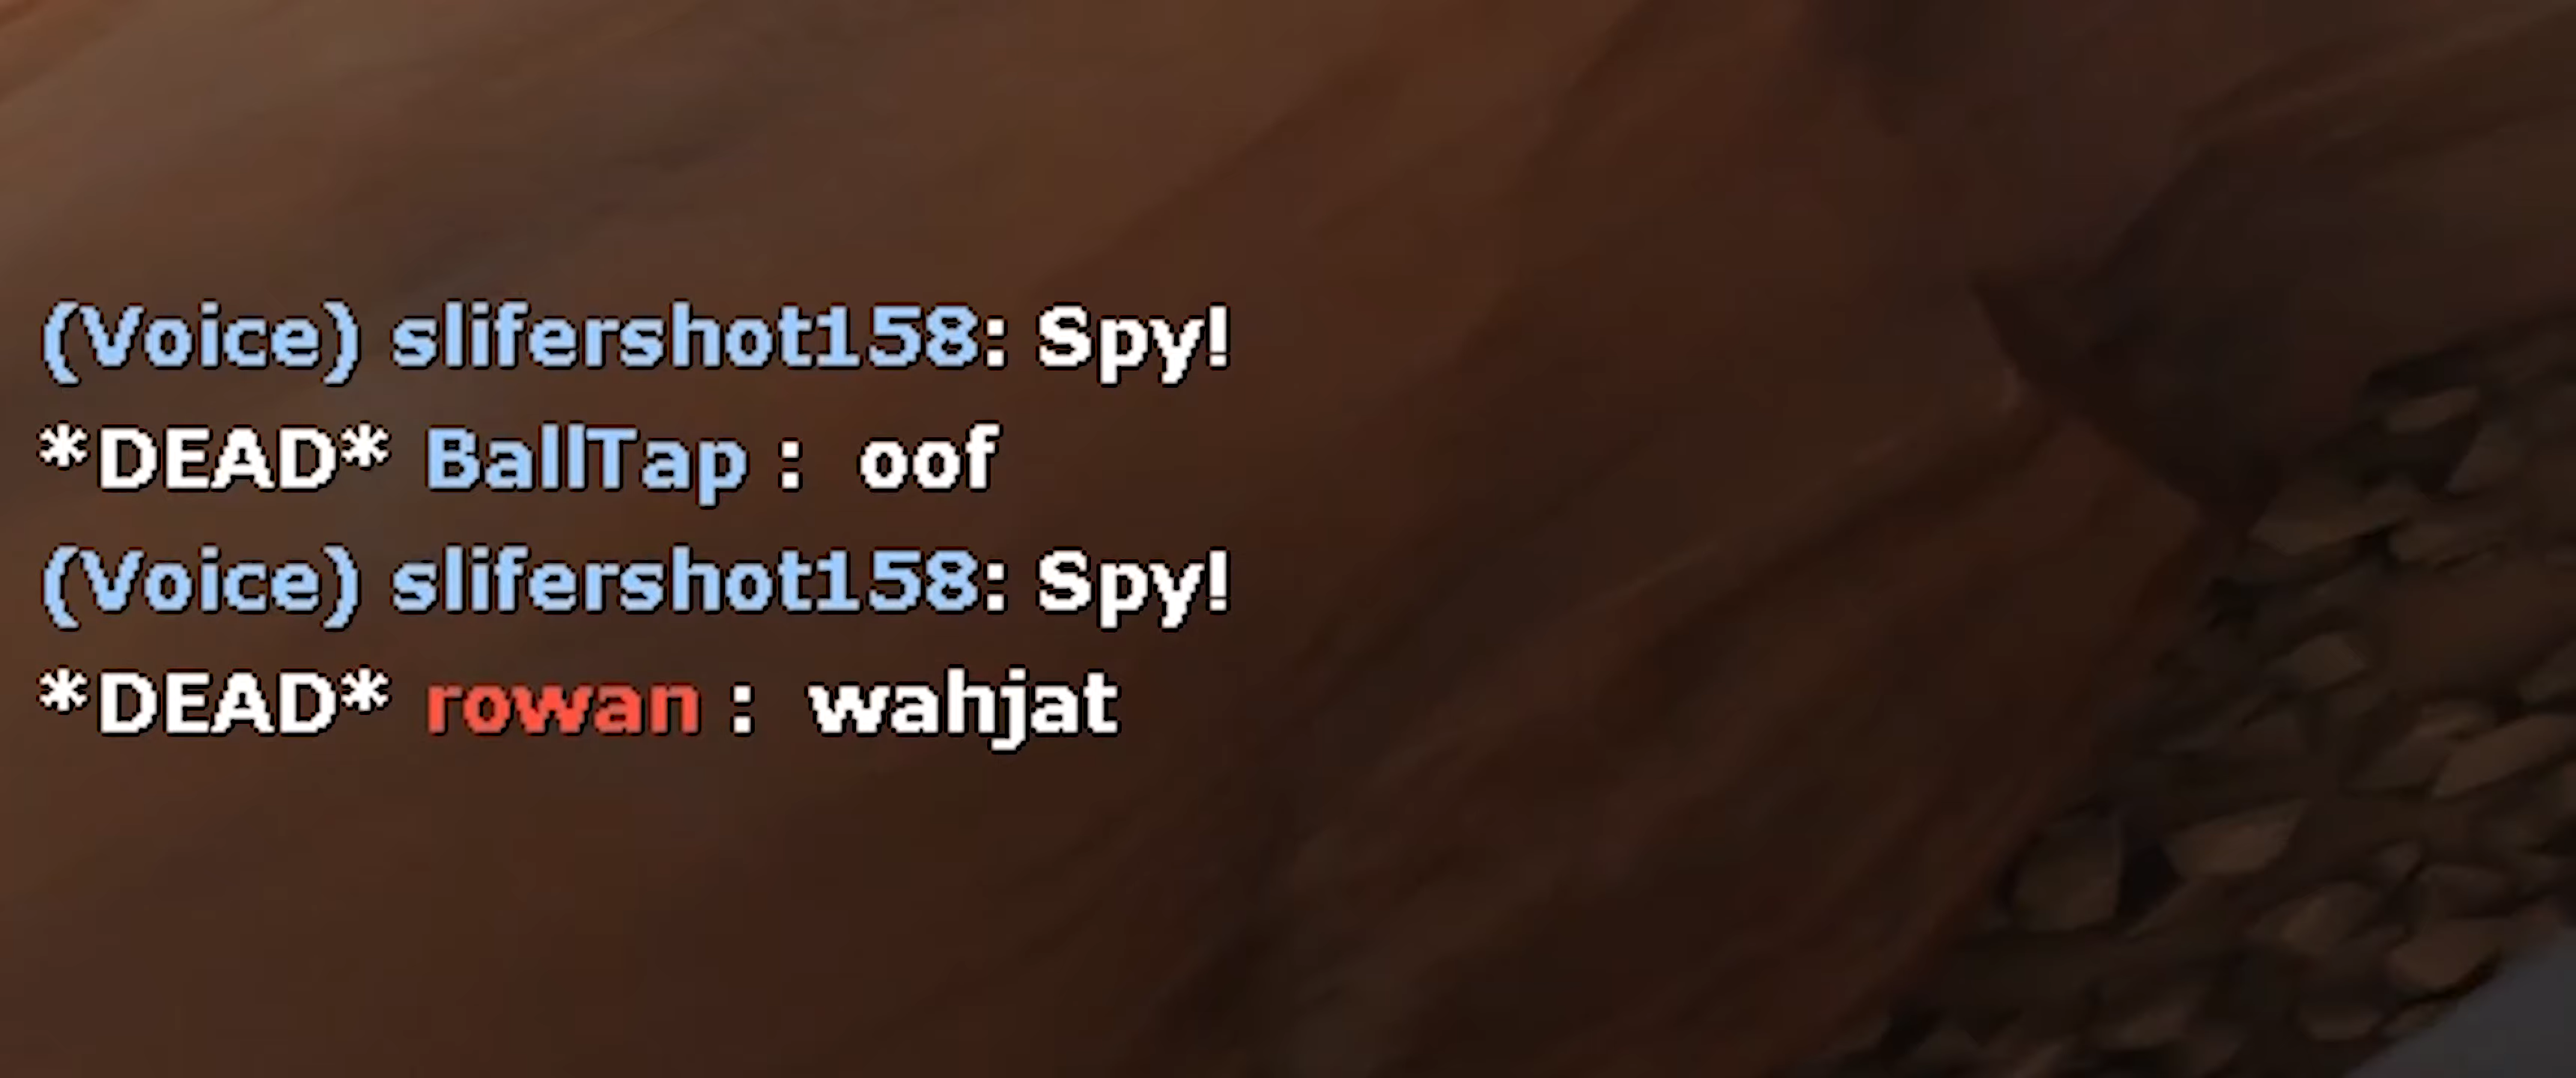 (Voice) slifershot158: Spy!
*DEAD* BallTap :  oof
(Voice) slifershot158: Spy!
*DEAD* rowan :  wahjat